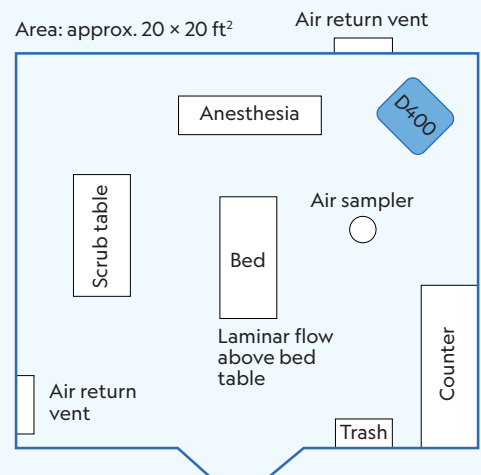 Area: approx. 20 × 20 ft²
Air return vent
Anesthesia
D400
Scrub table
Air sampler
Bed
Laminar flow
above bed
table
Counter
Air return
vent
Trash